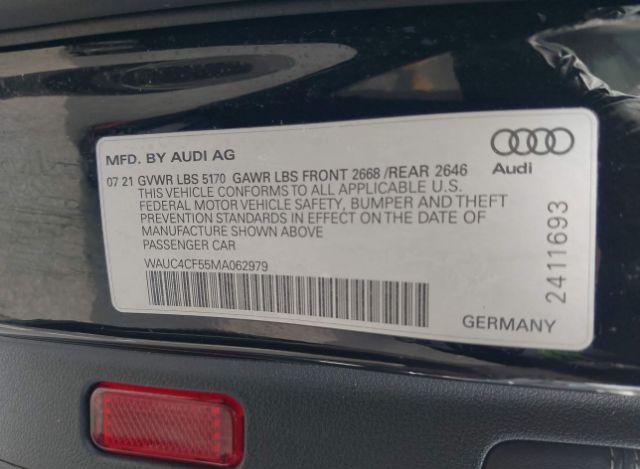 MFD. BY AUDI AG
07 21 GVWR LBS 5170 GAWR LBS FRONT 2668 /REAR 2646
THIS VEHICLE CONFORMS TO ALL APPLICABLE U.S.
FEDERAL MOTOR VEHICLE SAFETY, BUMPER AND THEFT
PREVENTION STANDARDS IN EFFECT ON THE DATE OF
MANUFACTURE SHOWN ABOVE
PASSENGER CAR
WAUC4CF55MA062979
Audi
2411693
GERMANY